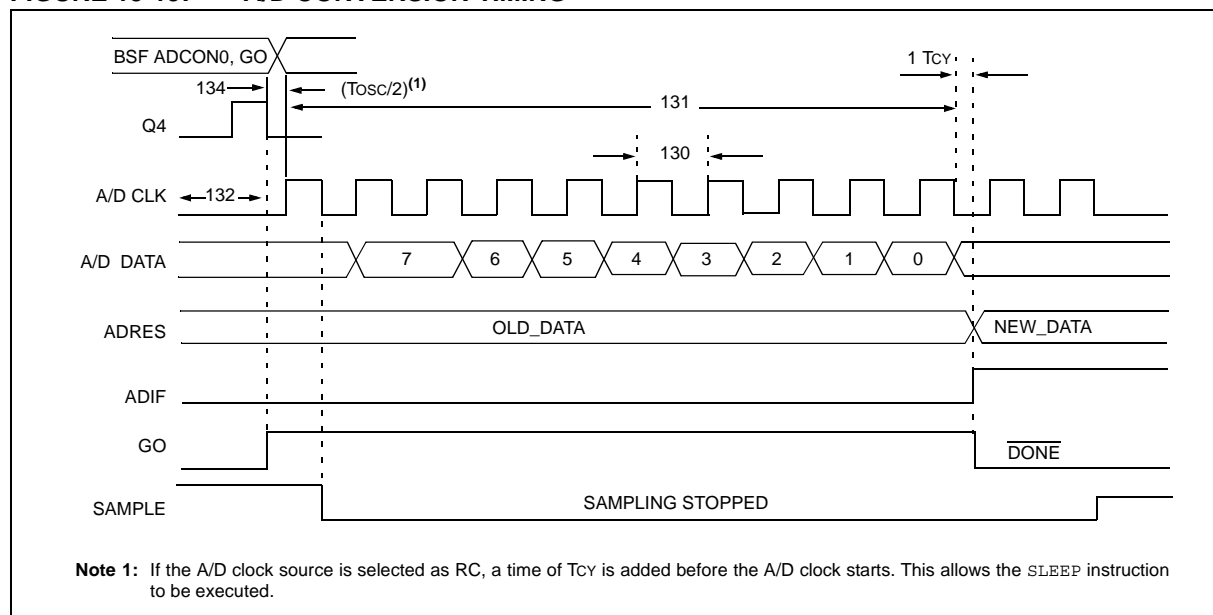 BSF ADCON0, GO
134
(TOSC/2)(1)
1 TCY
131
Q4
130
A/D CLK
132
A/D DATA
7 6 5 4 3 2 1 0
ADRES
OLD_DATA
NEW_DATA
ADIF
GO
DONE
SAMPLE
SAMPLING STOPPED
Note 1: If the A/D clock source is selected as RC, a time of TCY is added before the A/D clock starts. This allows the SLEEP instruction
to be executed.